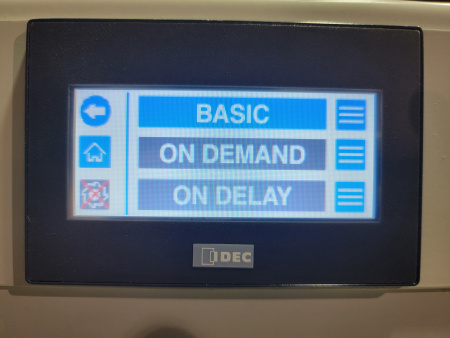 BASIC
ON DEMAND
ON DELAY
IDEC